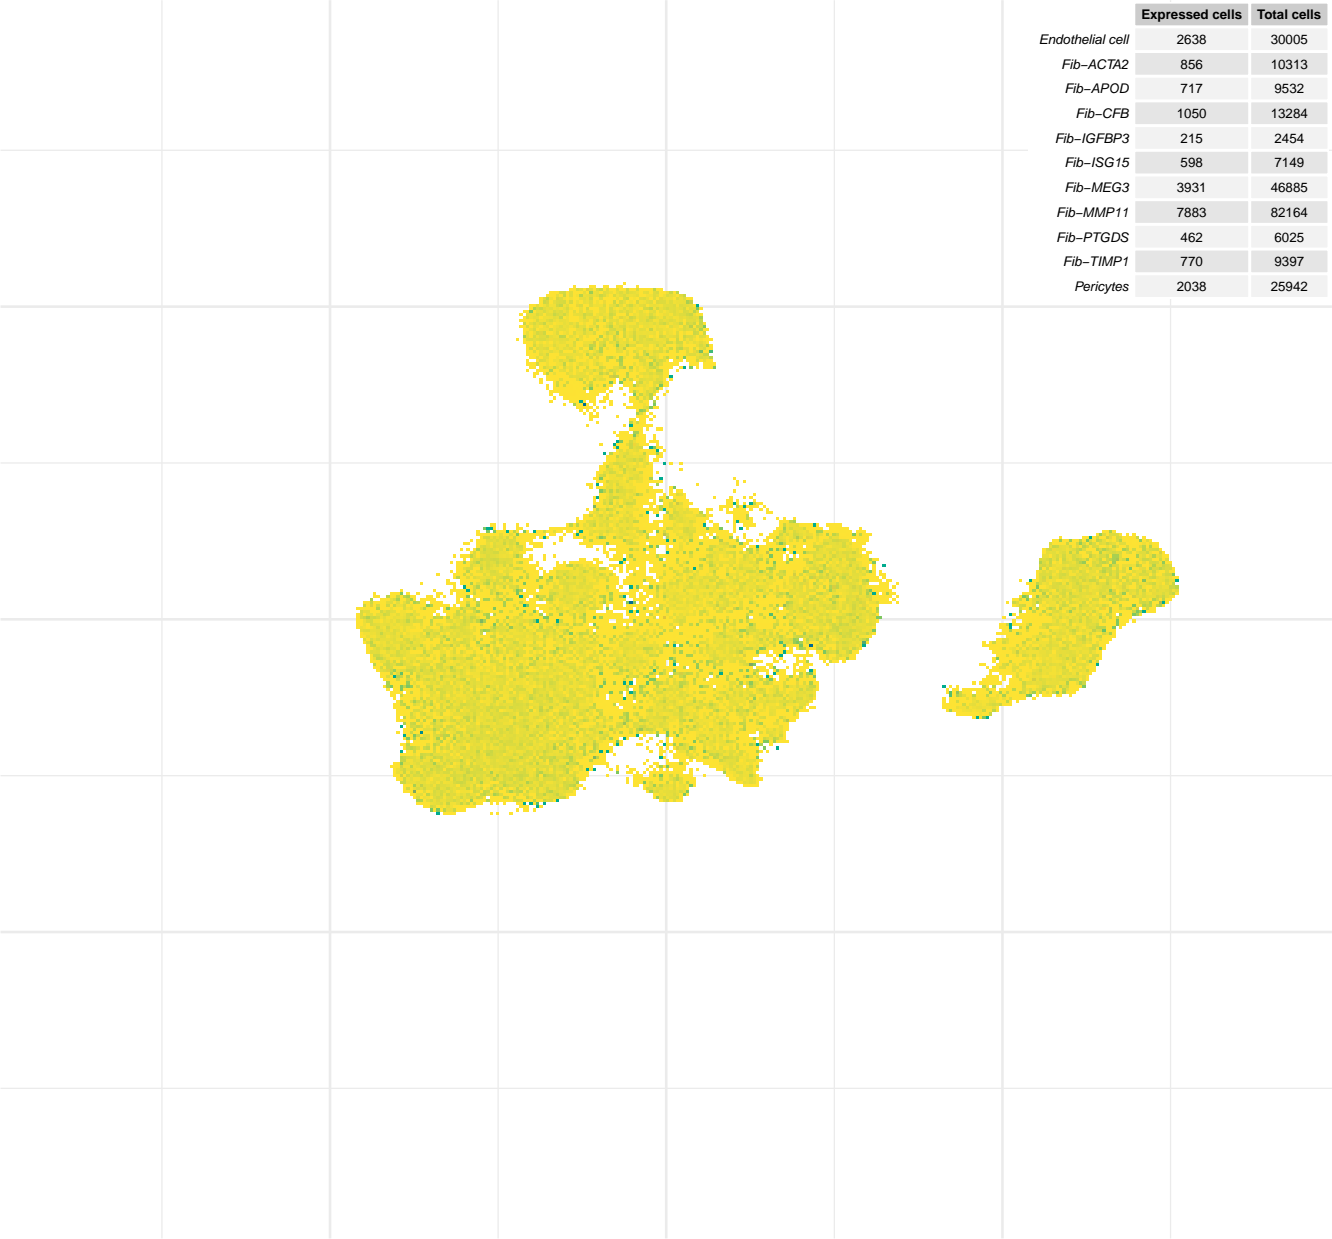 Expressed cells Total cells
Endothelial cell 2638 30005
Fib−ACTA2 856 10313
Fib−APOD 717 9532
Fib−CFB 1050 13284
Fib−IGFBP3 215 2454
Fib−ISG15 598 7149
Fib−MEG3 3931 46885
Fib−MMP11 7883 82164
Fib−PTGDS 462 6025
Fib−TIMP1 770 9397
Pericytes 2038 25942